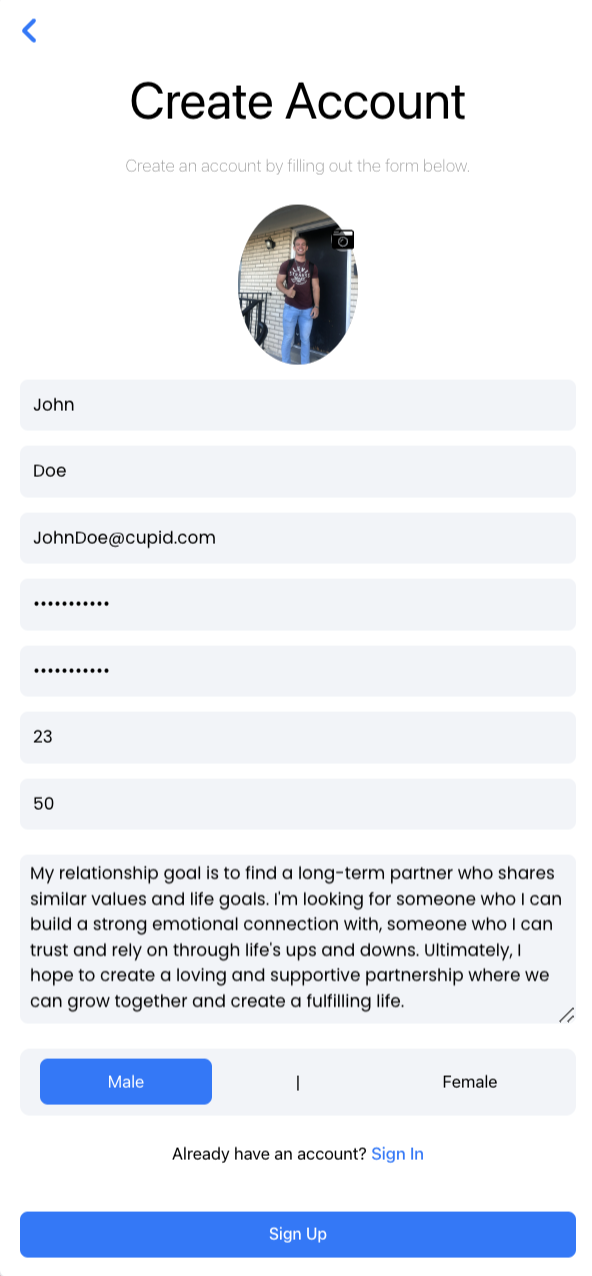 Create Account
Create an account by filling out the form below.
John
Doe
JohnDoe@cupid.com
•••••••••••
•••••••••••
23
50
My relationship goal is to find a long-term partner who shares
similar values and life goals. I'm looking for someone who I can
build a strong emotional connection with, someone who I can
trust and rely on through life's ups and downs. Ultimately, I
hope to create a loving and supportive partnership where we
can grow together and create a fulfilling life.
Male | Female
Already have an account? Sign In
Sign Up